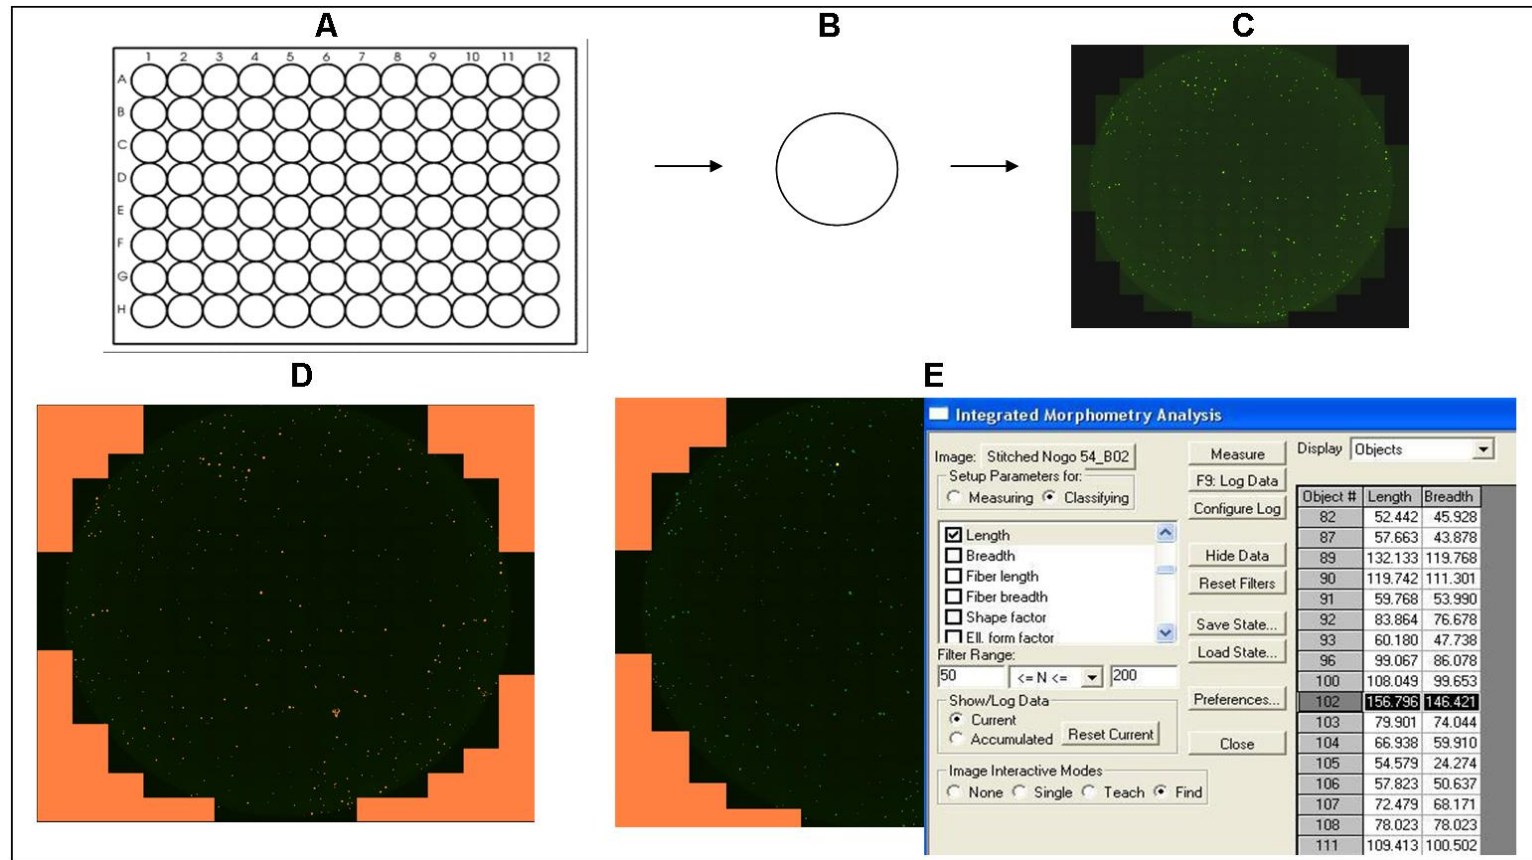 A
B
C
1 2 3 4 5 6 7 8 9 10 11 12
A
B
C
D
E
F
G
H
D
E
Integrated Morphometry Analysis
Image: Stitched Nogo 54_B02
Setup Parameters for:
Measuring Classifying
Length
Breadth
Fiber length
Fiber breadth
Shape factor
Ell. form factor
Filter Range:
50 <= N <= 200
Show/Log Data
Current
Accumulated
Reset Current
Image Interactive Modes
None Single Teach Find
Measure
F9: Log Data
Configure Log
Hide Data
Reset Filters
Save State...
Load State...
Preferences...
Close
Display Objects
Object # Length Breadth
82 52.442 45.928
87 57.663 43.878
89 132.133 119.768
90 119.742 111.301
91 59.768 53.990
92 83.864 76.678
93 60.180 47.738
96 99.067 86.078
100 108.049 99.653
102 156.796 146.421
103 79.901 74.044
104 66.938 59.910
105 54.579 24.274
106 57.823 50.637
107 72.479 68.171
108 78.023 78.023
111 109.413 100.502